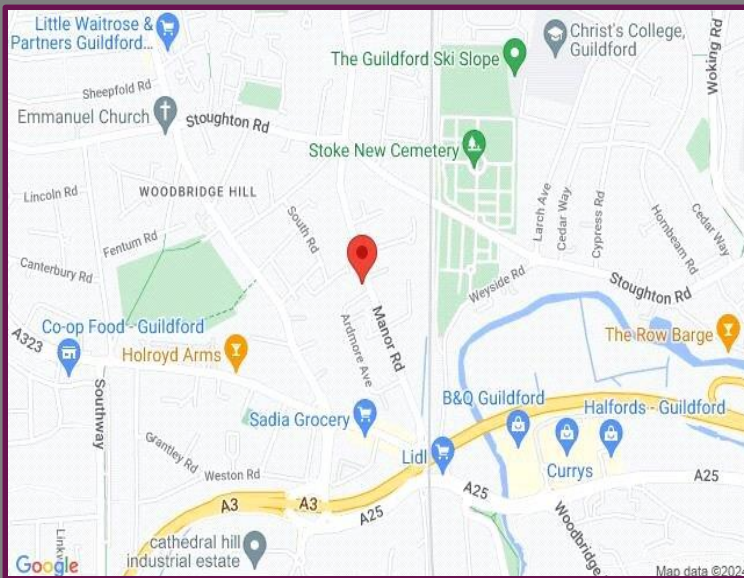 Little Waitrose &
Partners Guildford...
Christ's College,
Guildford
The Guildford Ski Slope
Woking Rd
Sheepfold Rd
Emmanuel Church
Stoughton Rd
Stoke New Cemetery
Lincoln Rd
WOODBRIDGE HILL
Larch Ave
Cedar Way
Cypress Rd
Hornbeam Rd
Cedar Way
South Rd
Fentum Rd
Canterbury Rd
Weyside Rd
Stoughton Rd
A323
Co-op Food - Guildford
Holroyd Arms
Ardmore Ave
Manor Rd
The Row Barge
Southway
B&Q Guildford
Halfords - Guildford
Sadia Grocery
Grantley Rd
Weston Rd
Lidl
Currys
A25
A25
A3
A3
A25
Woodbridge
Linkw
cathedral hill
industrial estate
Google
Map data ©2024